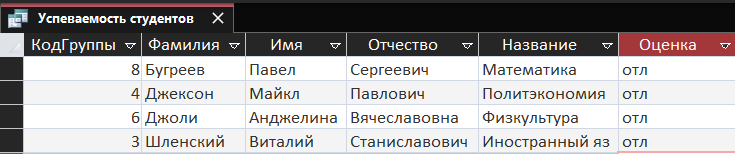 Успеваемость студентов
КодГруппы Фамилия Имя Отчество Название Оценка
8 Бугреев Павел Сергеевич Математика отл
4 Джексон Майкл Павлович Политэкономия отл
6 Джоли Анджелина Вячеславовна Физкультура отл
3 Шленский Виталий Станиславович Иностранный яз отл